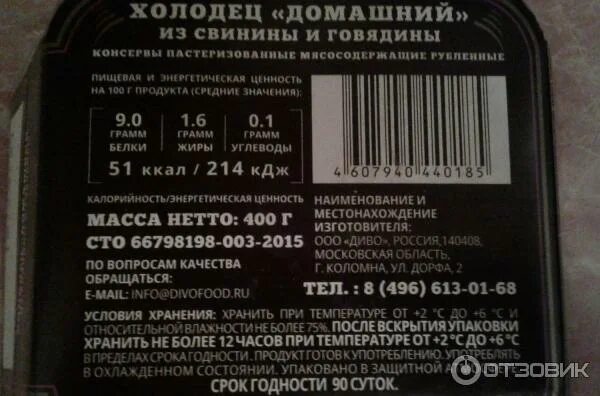 ХОЛОДЕЦ «ДОМАШНИЙ»
ИЗ СВИНИНЫ И ГОВЯДИНЫ
КОНСЕРВЫ ПАСТЕРИЗОВАННЫЕ МЯСОСОДЕРЖАЩИЕ РУБЛЕННЫЕ
ПИЩЕВАЯ И ЭНЕРГЕТИЧЕСКАЯ ЦЕННОСТЬ
НА 100 Г ПРОДУКТА (СРЕДНИЕ ЗНАЧЕНИЯ):
9.0 1.6 0.1
ГРАММ ГРАММ ГРАММ
БЕЛКИ ЖИРЫ УГЛЕВОДЫ
51 ккал / 214 кДж
4 607940 440185
КАЛОРИЙНОСТЬ/ЭНЕРГЕТИЧЕСКАЯ ЦЕННОСТЬ
МАССА НЕТТО: 400 Г
СТО 66798198-003-2015
ПО ВОПРОСАМ КАЧЕСТВА
ОБРАЩАТЬСЯ:
E-MAIL: INFO@DIVOFOOD.RU
НАИМЕНОВАНИЕ И
МЕСТОНАХОЖДЕНИЕ
ИЗГОТОВИТЕЛЯ:
ООО «ДИВО», РОССИЯ,140408,
МОСКОВСКАЯ ОБЛАСТЬ,
Г. КОЛОМНА, УЛ. ДОРФА, 2
ТЕЛ. : 8 (496) 613-01-68
УСЛОВИЯ ХРАНЕНИЯ: ХРАНИТЬ ПРИ ТЕМПЕРАТУРЕ ОТ +2 °С ДО +6 °С И
ОТНОСИТЕЛЬНОЙ ВЛАЖНОСТИ НЕ БОЛЕЕ 75%. ПОСЛЕ ВСКРЫТИЯ УПАКОВКИ
ХРАНИТЬ НЕ БОЛЕЕ 12 ЧАСОВ ПРИ ТЕМПЕРАТУРЕ ОТ +2 °С ДО +6 °С
В ПРЕДЕЛАХ СРОКА ГОДНОСТИ. ПРОДУКТ ГОТОВ К УПОТРЕБЛЕНИЮ. УПОТРЕБЛЯТЬ
В ОХЛАЖДЕННОМ СОСТОЯНИИ. УПАКОВАНО В ЗАЩИТНОЙ
СРОК ГОДНОСТИ 90 СУТОК.
ОТЗОВИК